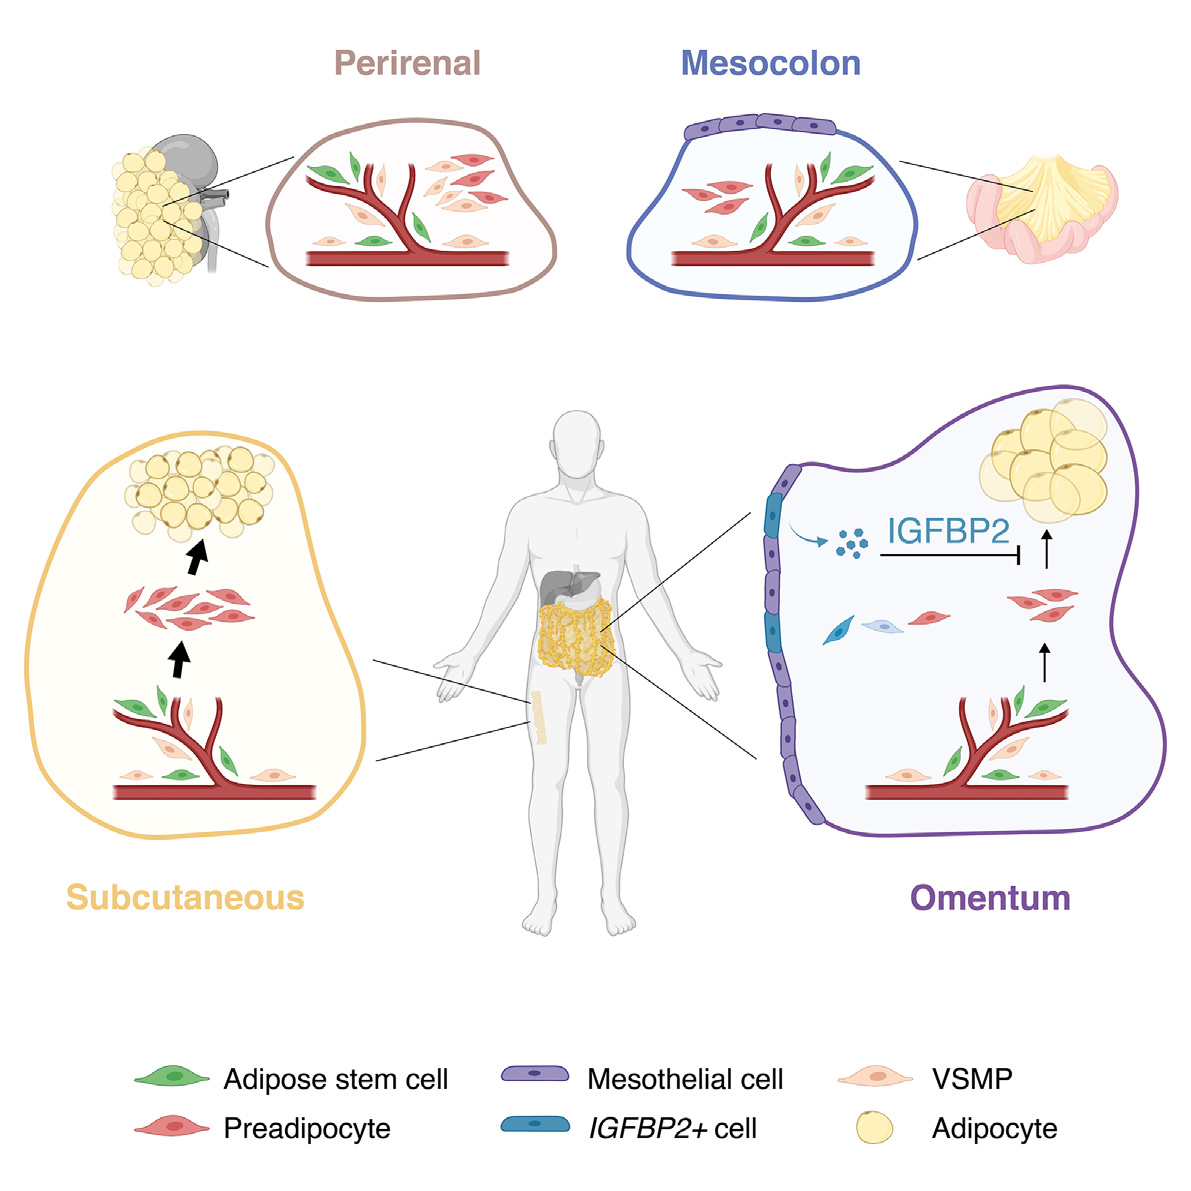 Perirenal
Mesocolon
IGFBP2
Subcutaneous
Omentum
Adipose stem cell
Mesothelial cell
VSMP
Preadipocyte
IGFBP2+ cell
Adipocyte